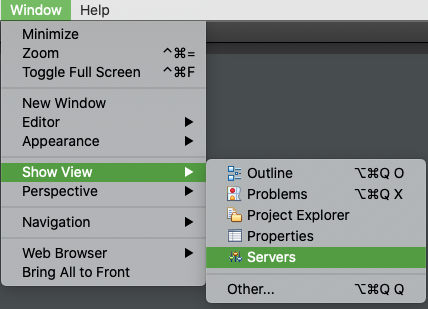 Window Help
Minimize
Zoom ^⌘=
Toggle Full Screen ^⌘F
New Window
Editor
Appearance
Show View
Perspective
Navigation
Web Browser
Bring All to Front
Outline ⌥⌘Q O
Problems ⌥⌘Q X
Project Explorer
Properties
Servers
Other... ⌥⌘Q Q